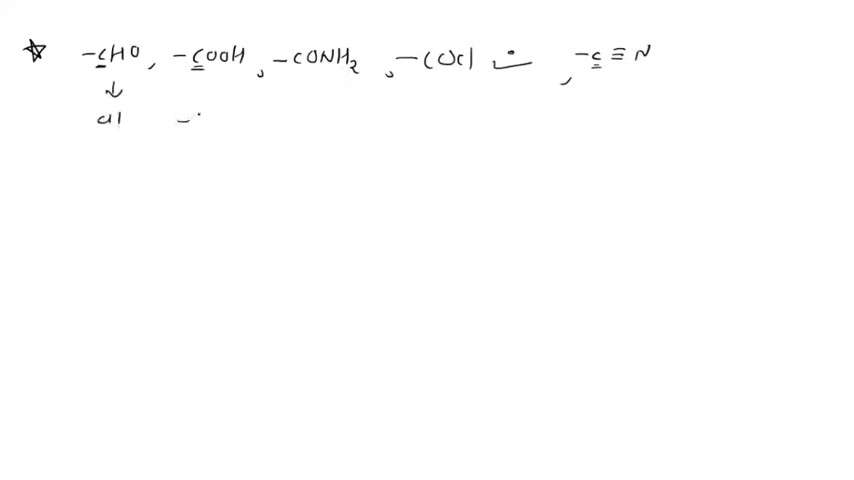 ☆ -CHO, -COOH, -CONH₂, -COCl, -C≡N
↓
al -